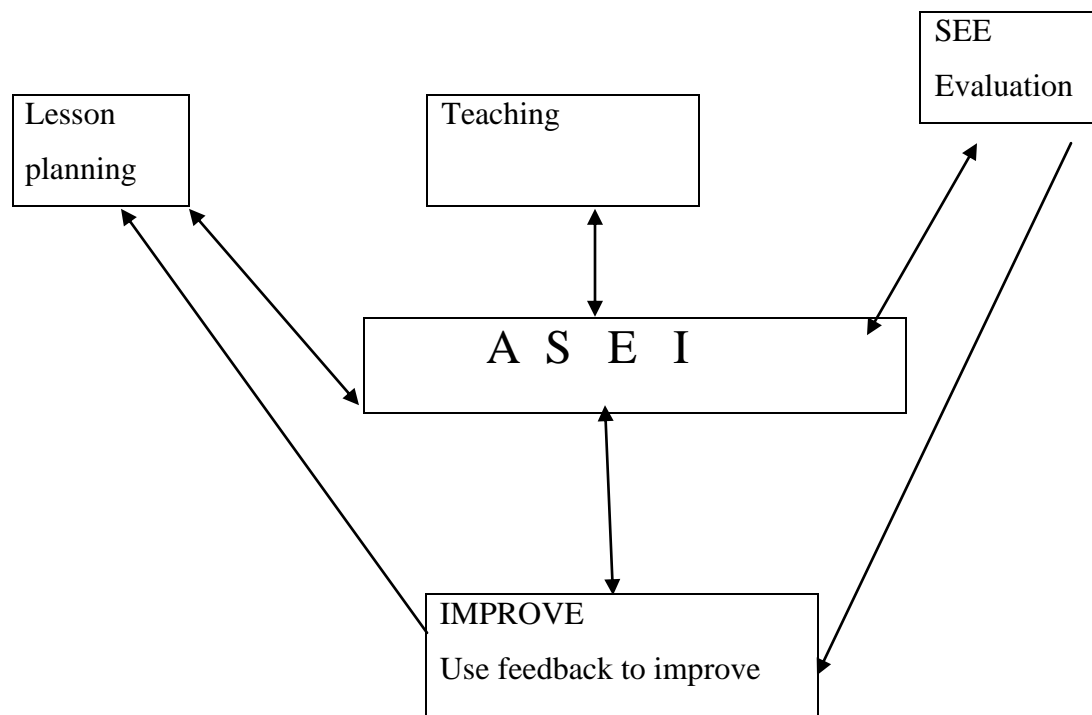 SEE
Evaluation
Lesson
planning
Teaching
A S E I
IMPROVE
Use feedback to improve